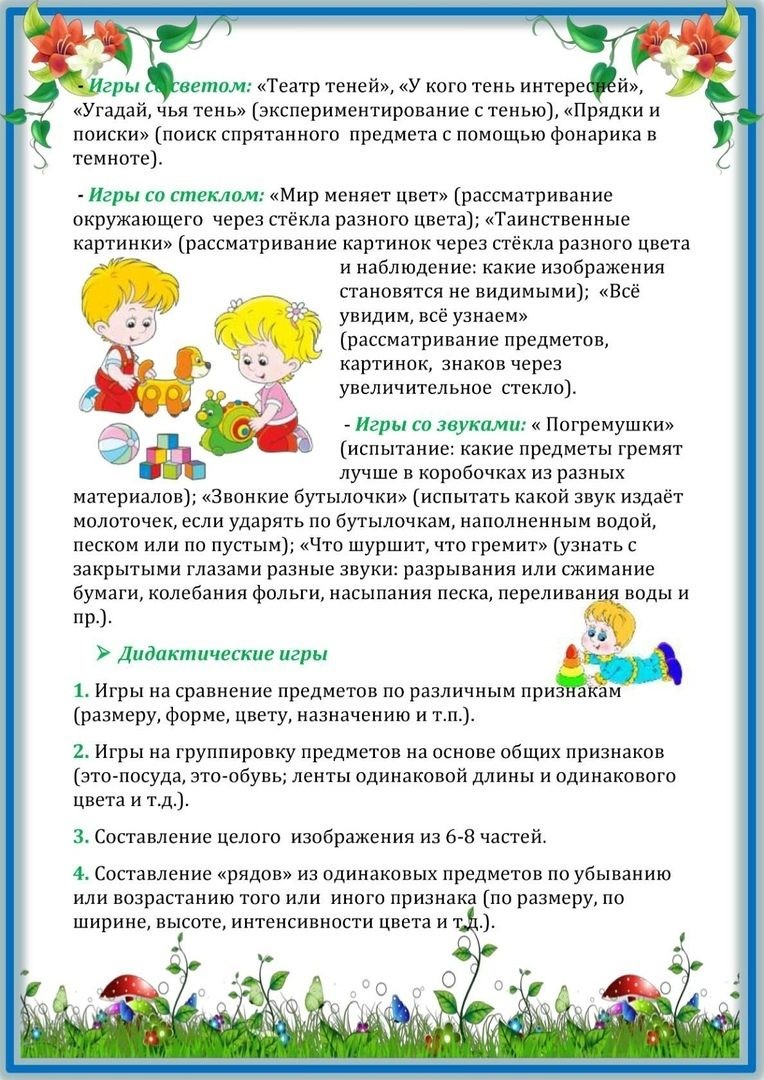 - Игры со светом: «Театр теней», «У кого тень интересней»,
«Угадай, чья тень» (экспериментирование с тенью), «Прядки и
поиски» (поиск спрятанного предмета с помощью фонарика в
темноте).
- Игры со стеклом: «Мир меняет цвет» (рассматривание
окружающего через стёкла разного цвета); «Таинственные
картинки» (рассматривание картинок через стёкла разного цвета
и наблюдение: какие изображения
становятся не видимыми); «Всё
увидим, всё узнаем»
(рассматривание предметов,
картинок, знаков через
увеличительное стекло).
- Игры со звуками: « Погремушки»
(испытание: какие предметы гремят
лучше в коробочках из разных
материалов); «Звонкие бутылочки» (испытать какой звук издаёт
молоточек, если ударять по бутылочкам, наполненным водой,
песком или по пустым); «Что шуршит, что гремит» (узнать с
закрытыми глазами разные звуки: разрывания или сжимание
бумаги, колебания фольги, насыпания песка, переливания воды и
пр.).
➢ Дидактические игры
1. Игры на сравнение предметов по различным признакам
(размеру, форме, цвету, назначению и т.п.).
2. Игры на группировку предметов на основе общих признаков
(это-посуда, это-обувь; ленты одинаковой длины и одинакового
цвета и т.д.).
3. Составление целого изображения из 6-8 частей.
4. Составление «рядов» из одинаковых предметов по убыванию
или возрастанию того или иного признака (по размеру, по
ширине, высоте, интенсивности цвета и т.д.).